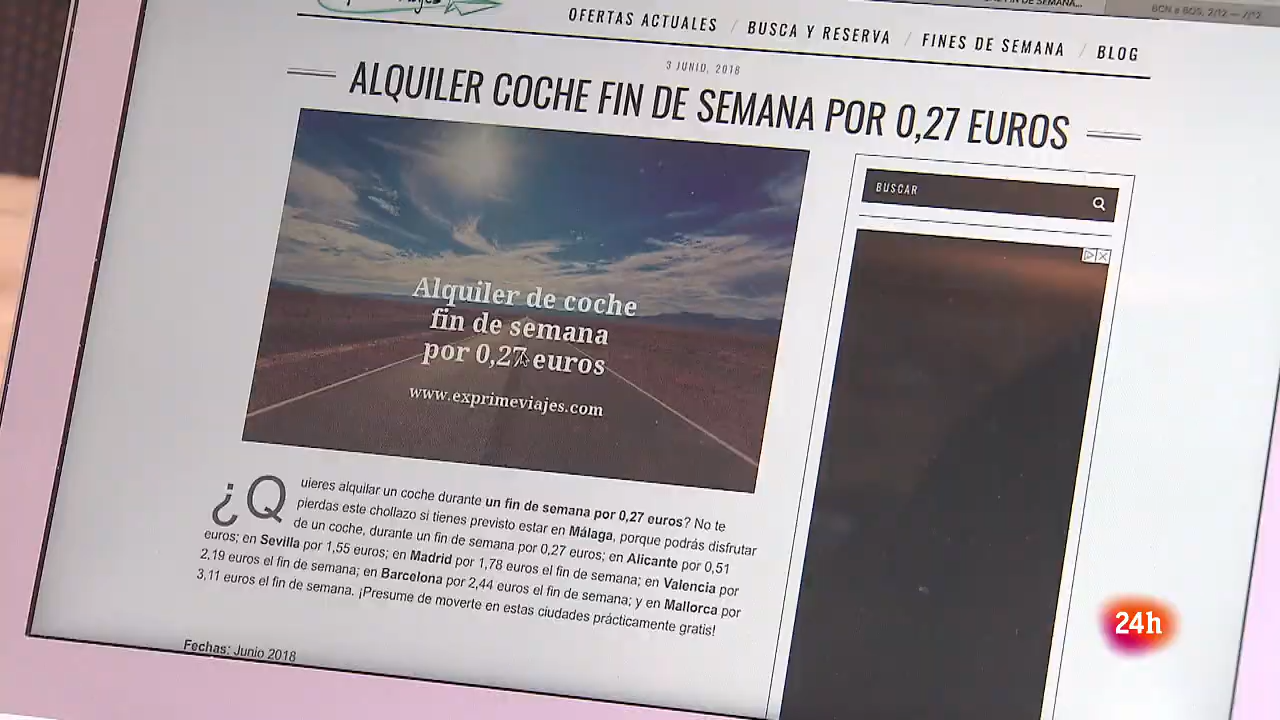 BCN a BOS, 2/12 — 7/12
OFERTAS ACTUALES / BUSCA Y RESERVA / FINES DE SEMANA / BLOG
3 JUNIO, 2018
ALQUILER COCHE FIN DE SEMANA POR 0,27 EUROS
BUSCAR
Alquiler de coche
fin de semana
por 0,27 euros
www.exprimeviajes.com
¿Quieres alquilar un coche durante un fin de semana por 0,27 euros? No te
pierdas este chollazo si tienes previsto estar en Málaga, porque podrás disfrutar
de un coche, durante un fin de semana por 0,27 euros; en Alicante por 0,51
euros; en Sevilla por 1,55 euros; en Madrid por 1,78 euros el fin de semana; en Valencia por
2,19 euros el fin de semana; en Barcelona por 2,44 euros el fin de semana; y en Mallorca por
3,11 euros el fin de semana. ¡Presume de moverte en estas ciudades prácticamente gratis!
Fechas: Junio 2018
24h